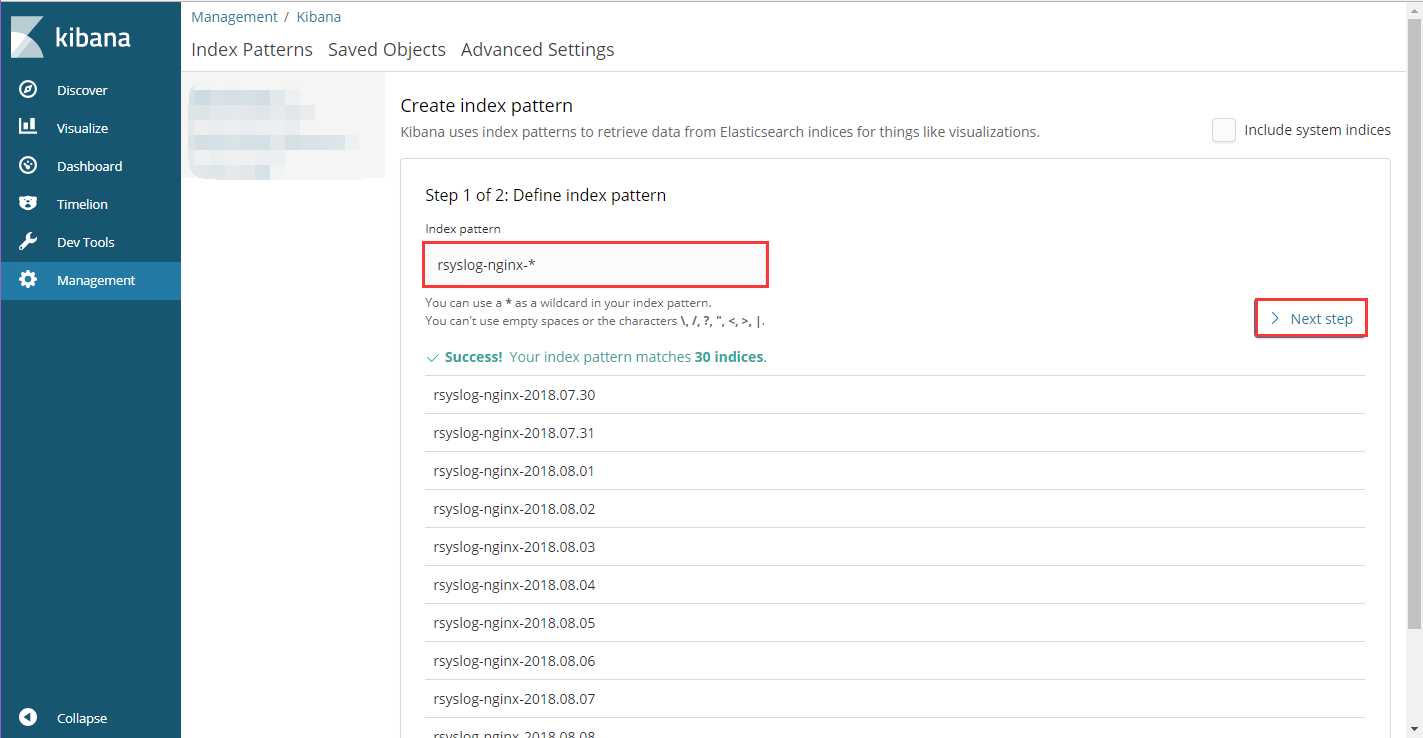 kibana
Discover
Visualize
Dashboard
Timelion
Dev Tools
Management
Collapse
Management / Kibana
Index Patterns Saved Objects Advanced Settings
Create index pattern
Kibana uses index patterns to retrieve data from Elasticsearch indices for things like visualizations.
Include system indices
Step 1 of 2: Define index pattern
Index pattern
rsyslog-nginx-*
You can use a * as a wildcard in your index pattern.
You can't use empty spaces or the characters \, /, ?, ", <, >, |.
Next step
Success! Your index pattern matches 30 indices.
rsyslog-nginx-2018.07.30
rsyslog-nginx-2018.07.31
rsyslog-nginx-2018.08.01
rsyslog-nginx-2018.08.02
rsyslog-nginx-2018.08.03
rsyslog-nginx-2018.08.04
rsyslog-nginx-2018.08.05
rsyslog-nginx-2018.08.06
rsyslog-nginx-2018.08.07
rsyslog-nginx-2018.08.08